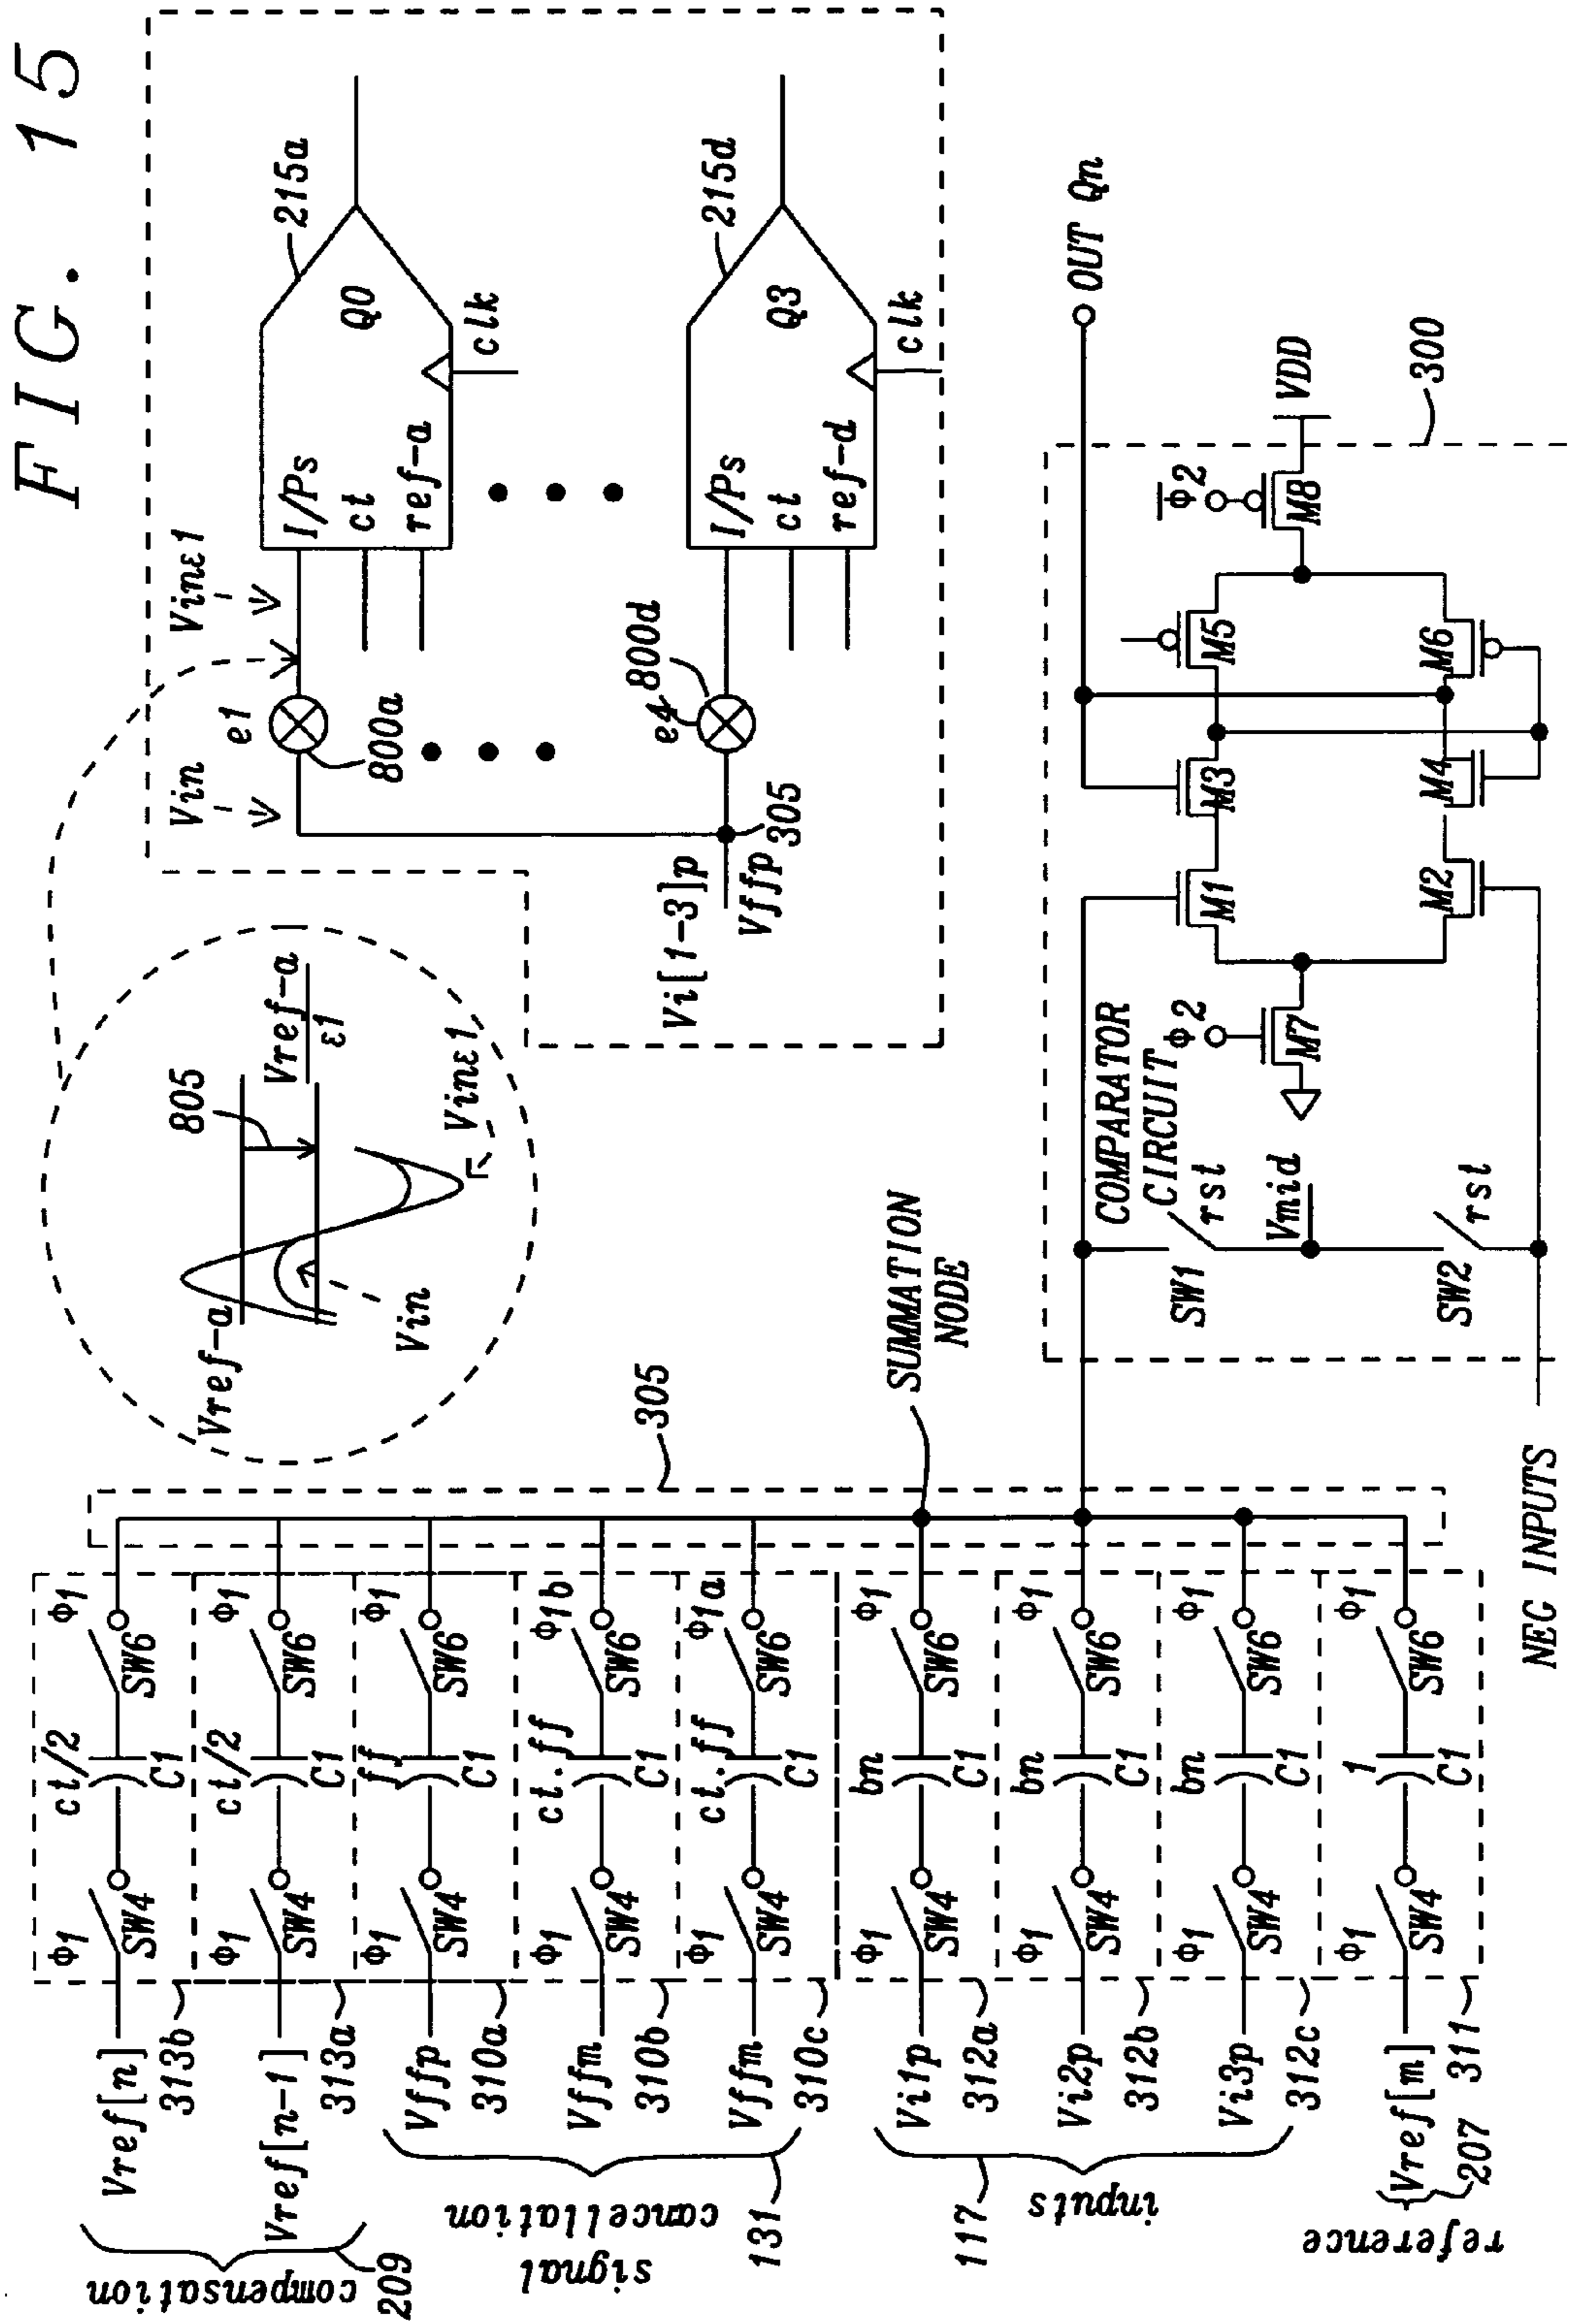 FIG. 15
Vref[n]
313b
Vref[n-1]
313a
compensation
209
Vffp
310a
Vffm
310b
Vffm
310c
signal
cancellation
131
Vi1p
312a
Vi2p
312b
Vi3p
312c
inputs
117
Vref[m]
311
207
reference
φ1
SW4
ct/2
C1
φ1
SW6
φ1
SW4
ct/2
C1
φ1
SW6
φ1
SW4
ff
C1
φ1
SW6
φ1
SW4
ct.ff
C1
φ1b
SW6
φ1
SW4
ct.ff
C1
φ1a
SW6
φ1
SW4
bn
C1
φ1
SW6
φ1
SW4
bn
C1
φ1
SW6
φ1
SW4
bn
C1
φ1
SW6
φ1
SW4
1
C1
φ1
SW6
305
SUMMATION
NODE
NEG INPUTS
Vref-a
805
Vref-a
ε1
Vin
Vinε1
Vin
e1
800a
Vinε1
I/Ps
ct
ref-a
Q0
clk
215a
Vi[1-3]p
Vffp
305
e4
800d
I/Ps
ct
ref-d
Q3
clk
215d
COMPARATOR
CIRCUIT
SW1
rst
Vmid
SW2
rst
φ2
M7
M1
M2
M3
M4
M5
M6
φ2
M8
VDD
300
OUT Qn